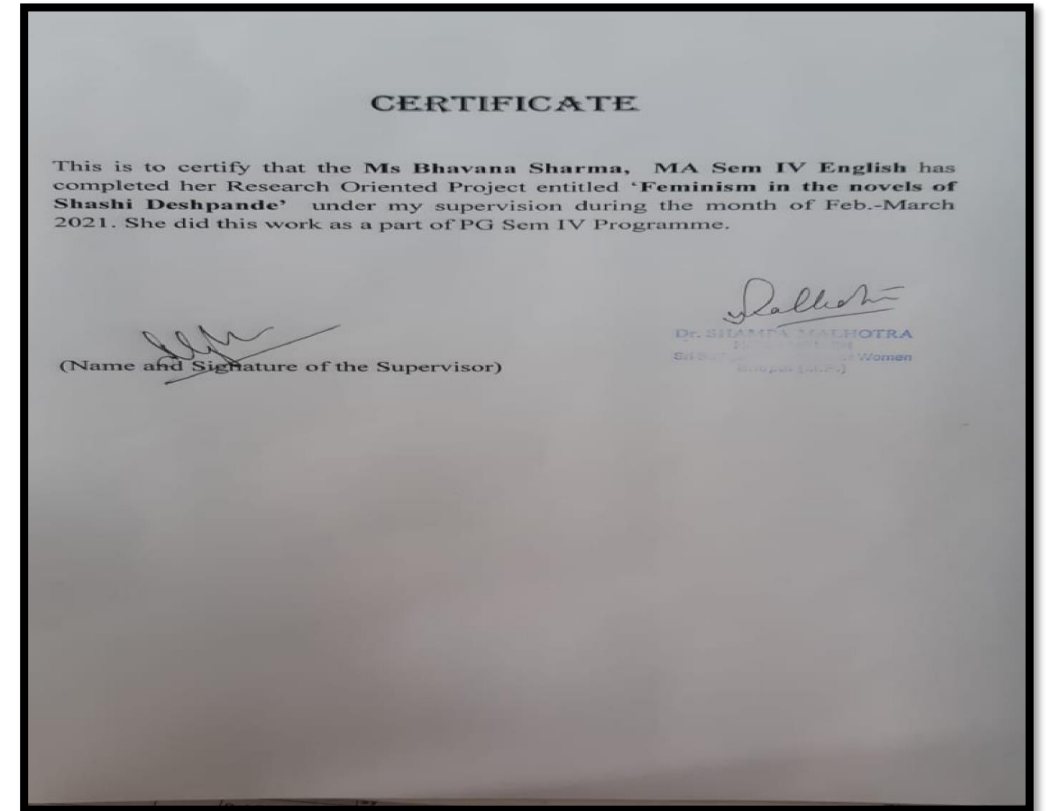 CERTIFICATE
This is to certify that the Ms Bhavana Sharma, MA Sem IV English has
completed her Research Oriented Project entitled ‘Feminism in the novels of
Shashi Deshpande’ under my supervision during the month of Feb.-March
2021. She did this work as a part of PG Sem IV Programme.
(Name and Signature of the Supervisor)
Dr. SHAMPA MALHOTRA
Women